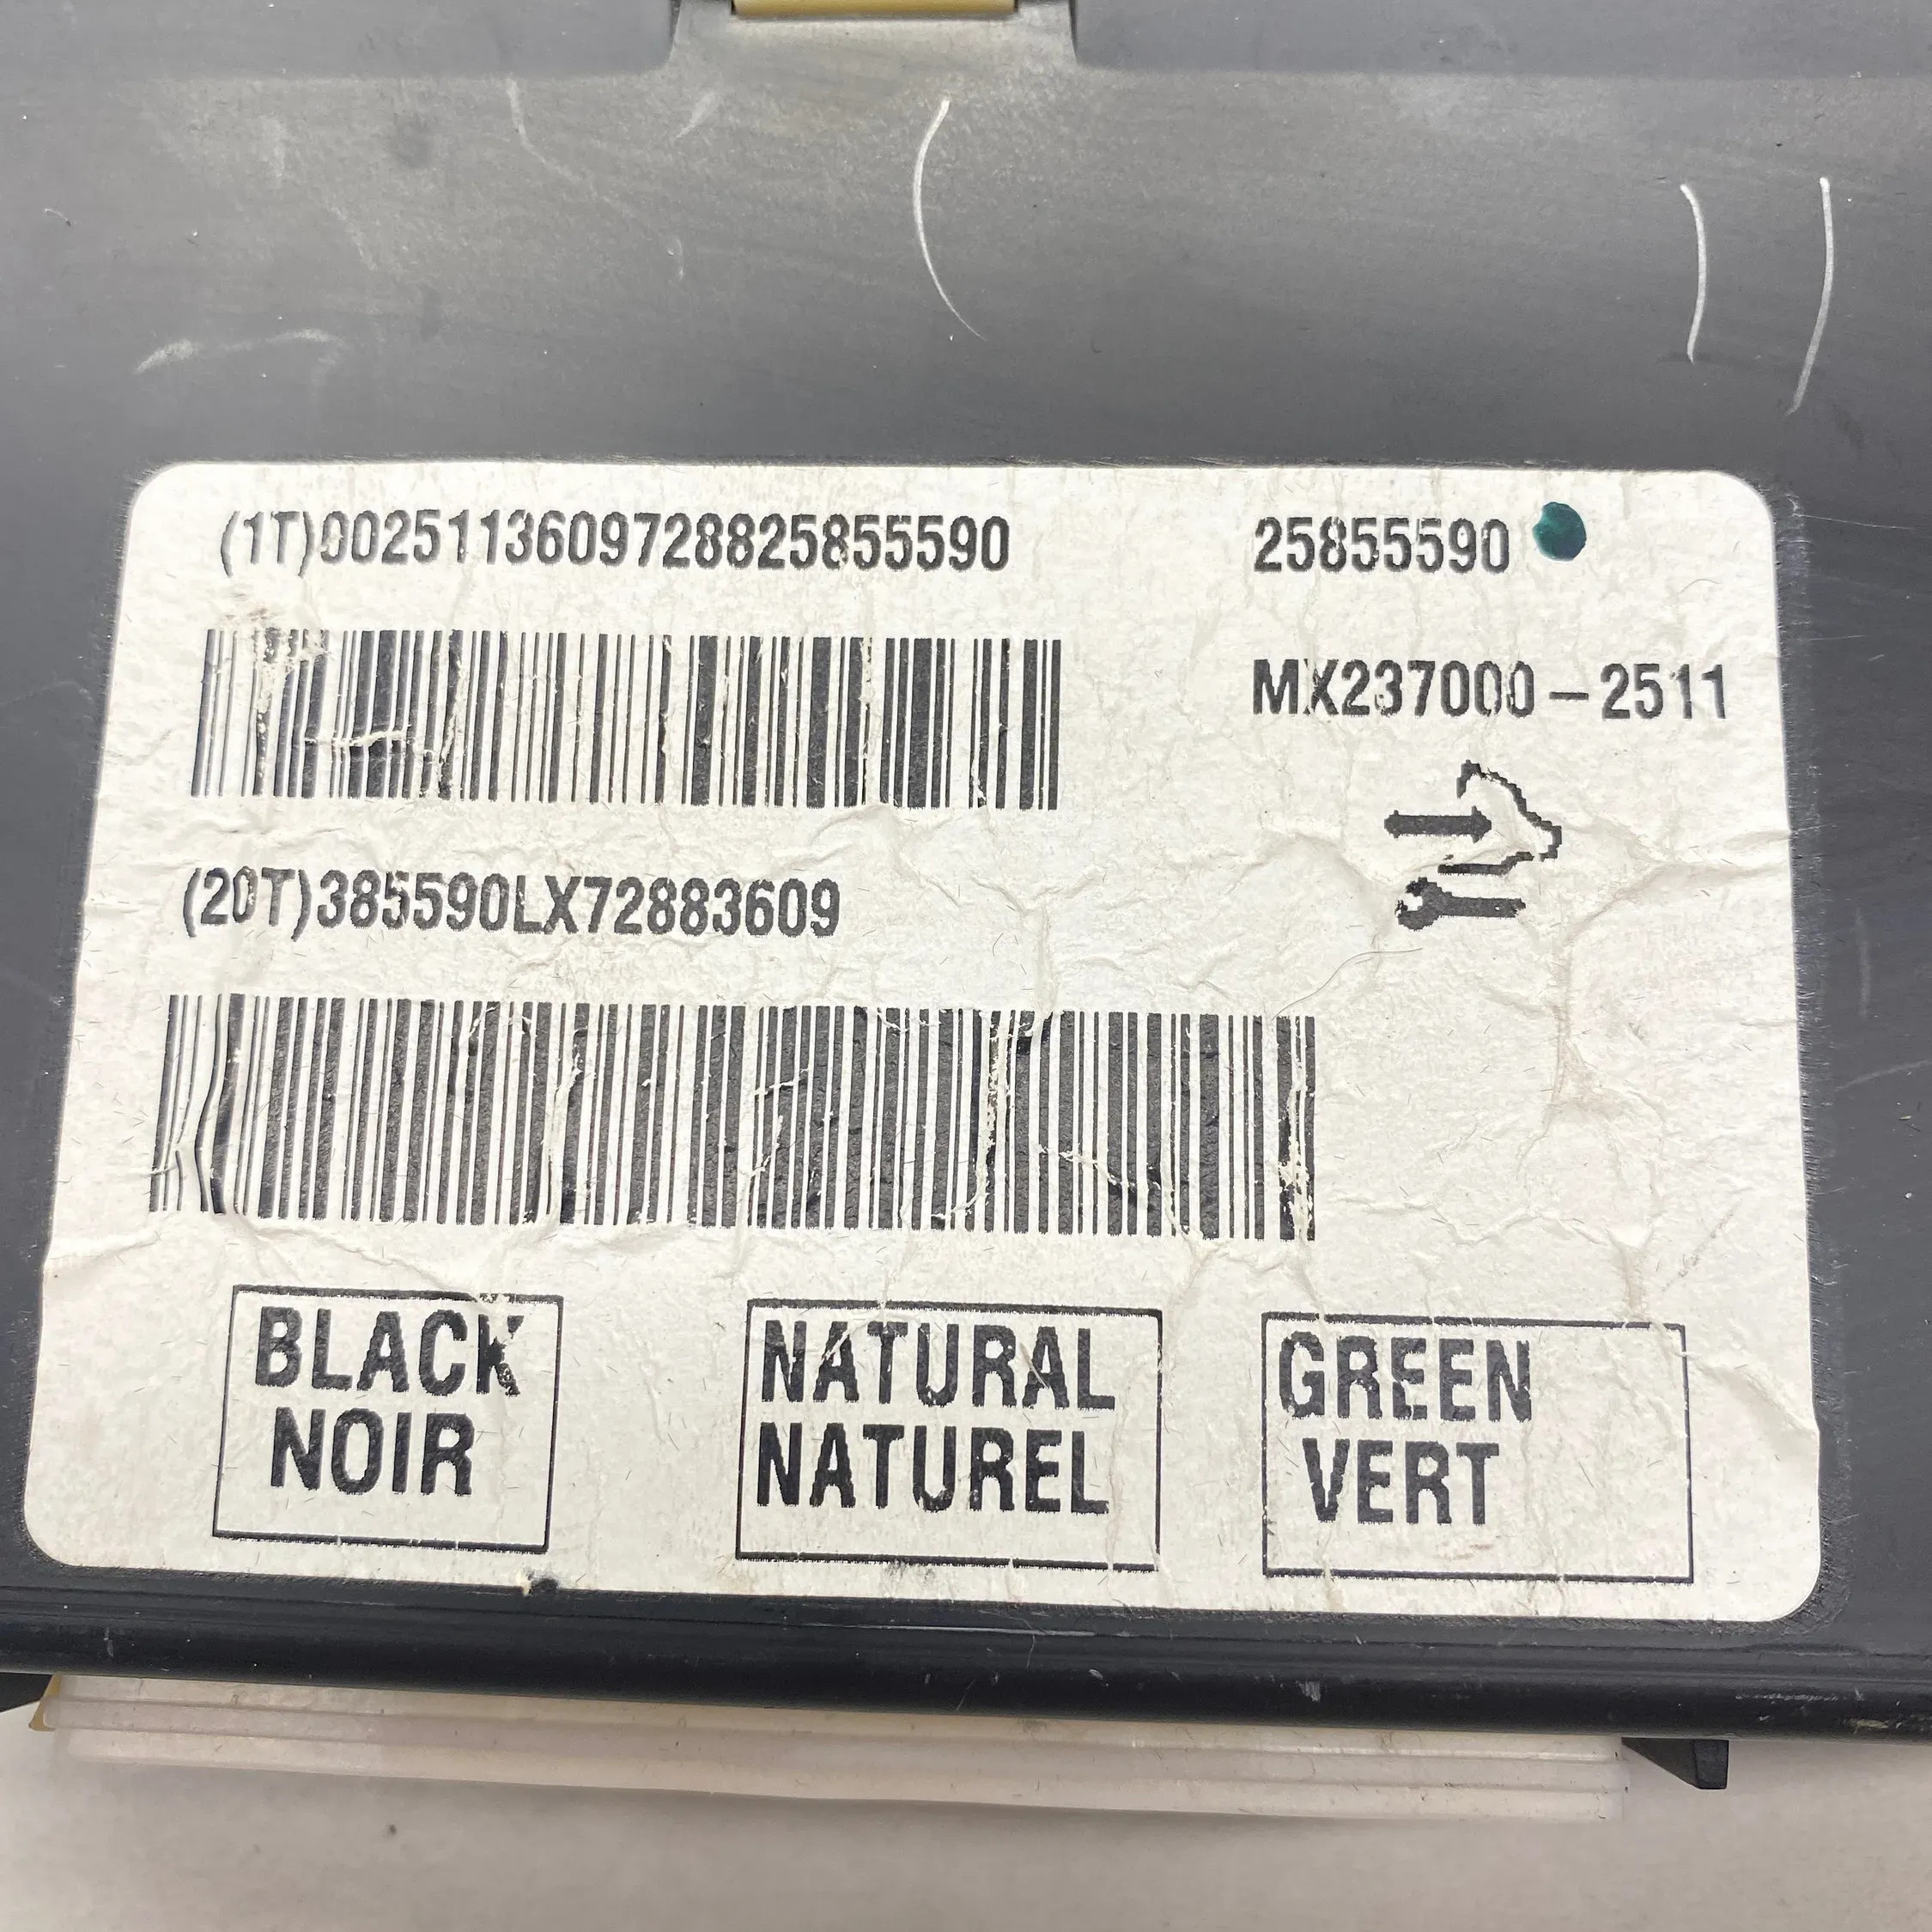 (1T)0025113609728825855590
25855590
MX237000-2511
(20T)385590LX72883609
BLACK
NOIR
NATURAL
NATUREL
GREEN
VERT